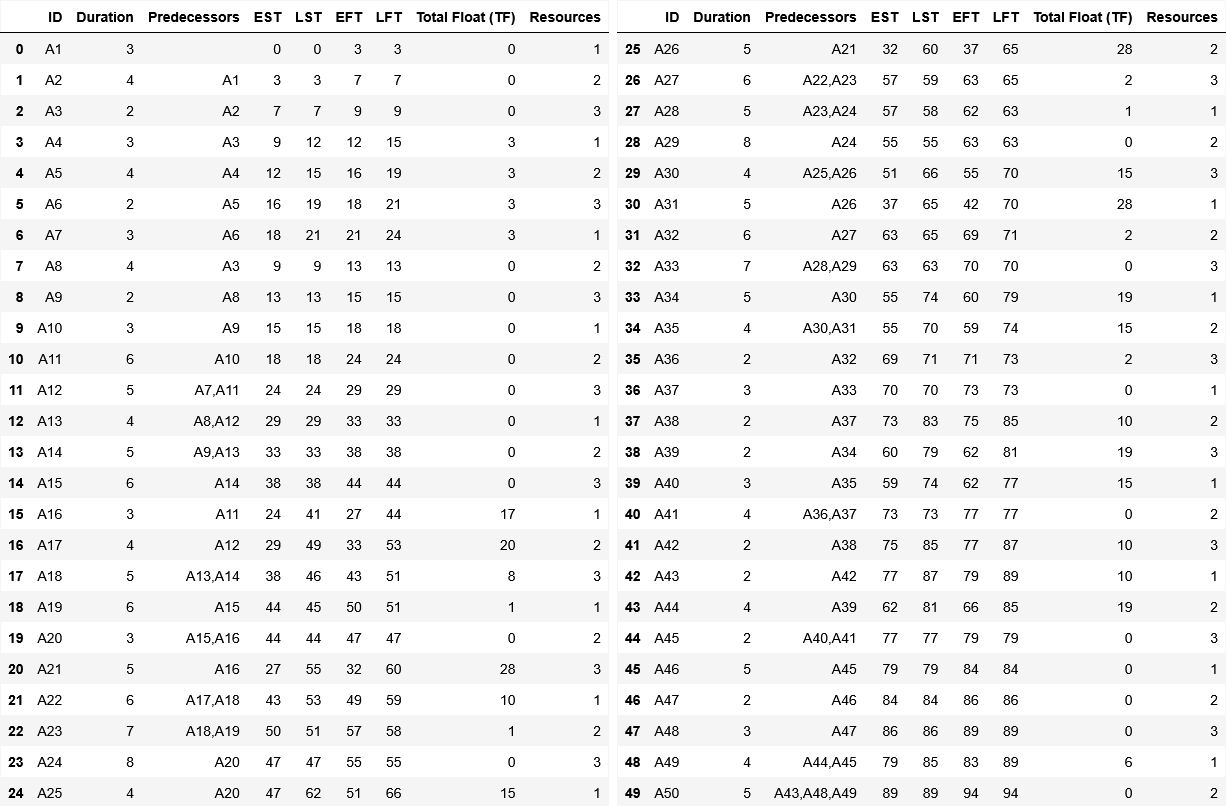 ID Duration Predecessors EST LST EFT LFT Total Float (TF) Resources
0 A1 3 0 0 3 3 0 1
1 A2 4 A1 3 3 7 7 0 2
2 A3 2 A2 7 7 9 9 0 3
3 A4 3 A3 9 12 12 15 3 1
4 A5 4 A4 12 15 16 19 3 2
5 A6 2 A5 16 19 18 21 3 3
6 A7 3 A6 18 21 21 24 3 1
7 A8 4 A3 9 9 13 13 0 2
8 A9 2 A8 13 13 15 15 0 3
9 A10 3 A9 15 15 18 18 0 1
10 A11 6 A10 18 18 24 24 0 2
11 A12 5 A7,A11 24 24 29 29 0 3
12 A13 4 A8,A12 29 29 33 33 0 1
13 A14 5 A9,A13 33 33 38 38 0 2
14 A15 6 A14 38 38 44 44 0 3
15 A16 3 A11 24 41 27 44 17 1
16 A17 4 A12 29 49 33 53 20 2
17 A18 5 A13,A14 38 46 43 51 8 3
18 A19 6 A15 44 45 50 51 1 1
19 A20 3 A15,A16 44 44 47 47 0 2
20 A21 5 A16 27 55 32 60 28 3
21 A22 6 A17,A18 43 53 49 59 10 1
22 A23 7 A18,A19 50 51 57 58 1 2
23 A24 8 A20 47 47 55 55 0 3
24 A25 4 A20 47 62 51 66 15 1
ID Duration Predecessors EST LST EFT LFT Total Float (TF) Resources
25 A26 5 A21 32 60 37 65 28 2
26 A27 6 A22,A23 57 59 63 65 2 3
27 A28 5 A23,A24 57 58 62 63 1 1
28 A29 8 A24 55 55 63 63 0 2
29 A30 4 A25,A26 51 66 55 70 15 3
30 A31 5 A26 37 65 42 70 28 1
31 A32 6 A27 63 65 69 71 2 2
32 A33 7 A28,A29 63 63 70 70 0 3
33 A34 5 A30 55 74 60 79 19 1
34 A35 4 A30,A31 55 70 59 74 15 2
35 A36 2 A32 69 71 71 73 2 3
36 A37 3 A33 70 70 73 73 0 1
37 A38 2 A37 73 83 75 85 10 2
38 A39 2 A34 60 79 62 81 19 3
39 A40 3 A35 59 74 62 77 15 1
40 A41 4 A36,A37 73 73 77 77 0 2
41 A42 2 A38 75 85 77 87 10 3
42 A43 2 A42 77 87 79 89 10 1
43 A44 4 A39 62 81 66 85 19 2
44 A45 2 A40,A41 77 77 79 79 0 3
45 A46 5 A45 79 79 84 84 0 1
46 A47 2 A46 84 84 86 86 0 2
47 A48 3 A47 86 86 89 89 0 3
48 A49 4 A44,A45 79 85 83 89 6 1
49 A50 5 A43,A48,A49 89 89 94 94 0 2